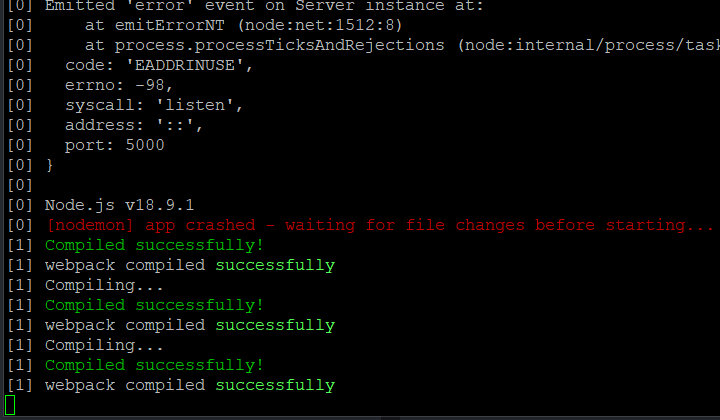 [0] Emitted 'error' event on Server instance at:
[0]     at emitErrorNT (node:net:1512:8)
[0]     at process.processTicksAndRejections (node:internal/process/tas
[0]   code: 'EADDRINUSE',
[0]   errno: -98,
[0]   syscall: 'listen',
[0]   address: '::',
[0]   port: 5000
[0] }
[0]
[0] Node.js v18.9.1
[0] [nodemon] app crashed - waiting for file changes before starting...
[1] Compiled successfully!
[1] webpack compiled successfully
[1] Compiling...
[1] Compiled successfully!
[1] webpack compiled successfully
[1] Compiling...
[1] Compiled successfully!
[1] webpack compiled successfully